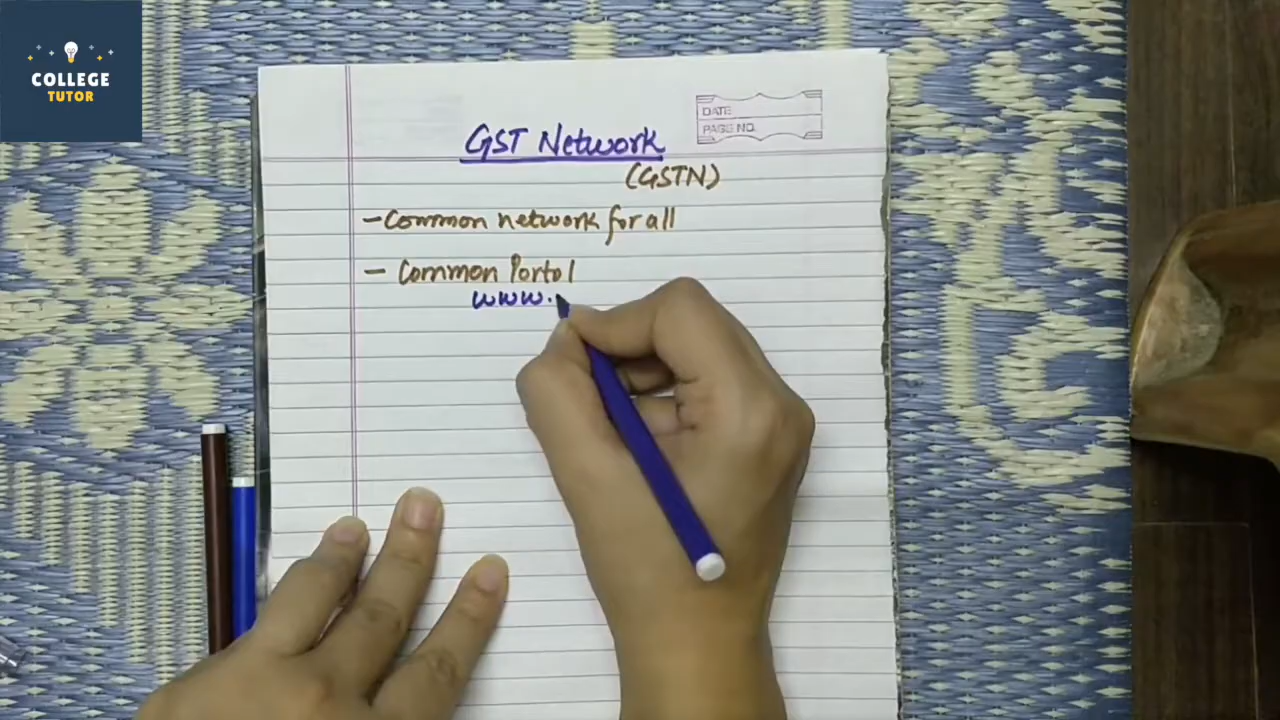 COLLEGE
TUTOR
DATE
PAGE NO.
GST Network
(GSTN)
- Common network for all
- Common Portal
www.